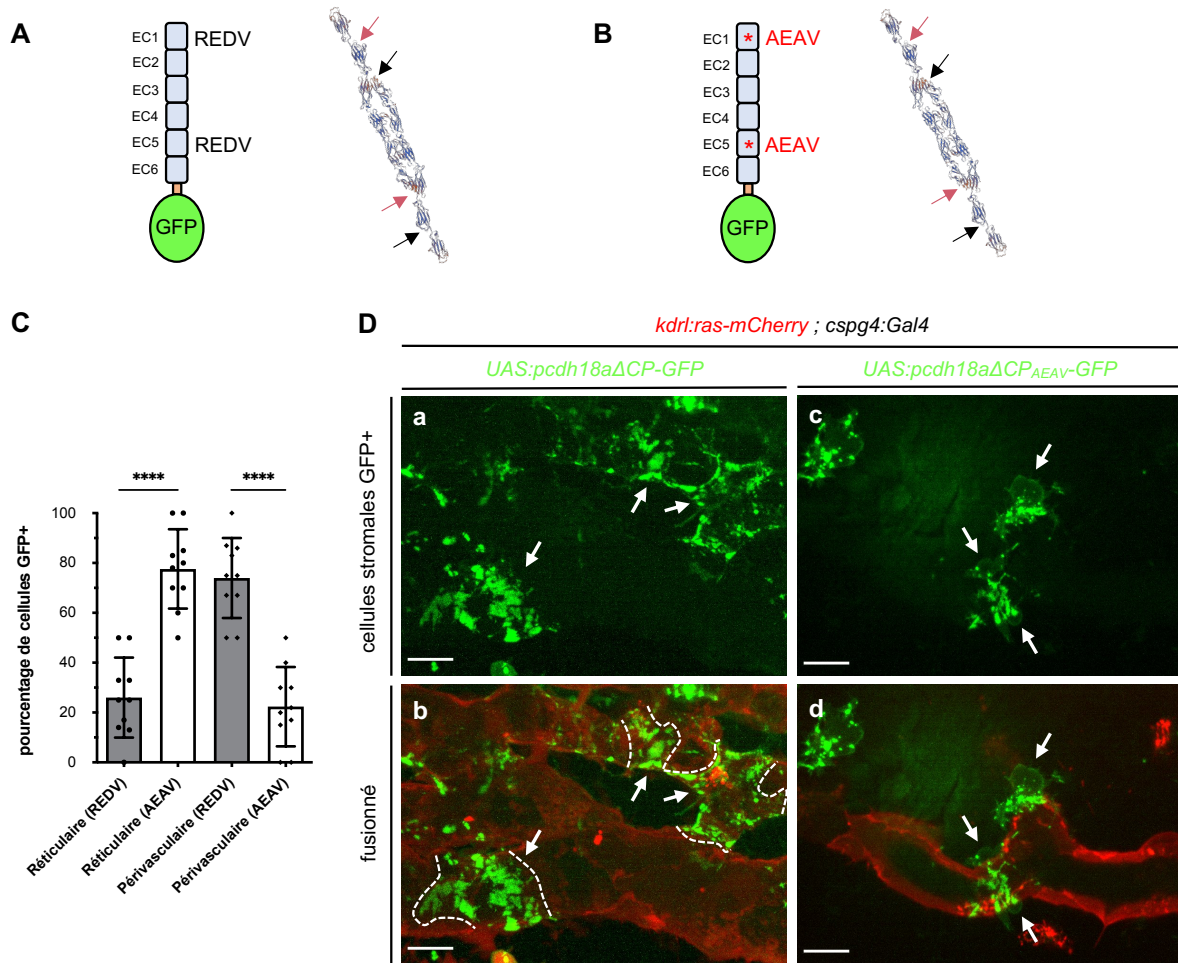 A
EC1 REDV
EC2
EC3
EC4
EC5 REDV
EC6
GFP
B
EC1 * AEAV
EC2
EC3
EC4
EC5 * AEAV
EC6
GFP
C
**** ****
pourcentage de cellules GFP+
100
80
60
40
20
0
Réticulaire (REDV)
Réticulaire (AEAV)
Périvasculaire (REDV)
Périvasculaire (AEAV)
D
kdrl:ras-mCherry ; cspg4:Gal4
UAS:pcdh18aΔCP-GFP
UAS:pcdh18aΔCPAEAV-GFP
cellules stromales GFP+
a
c
fusionné
b
d